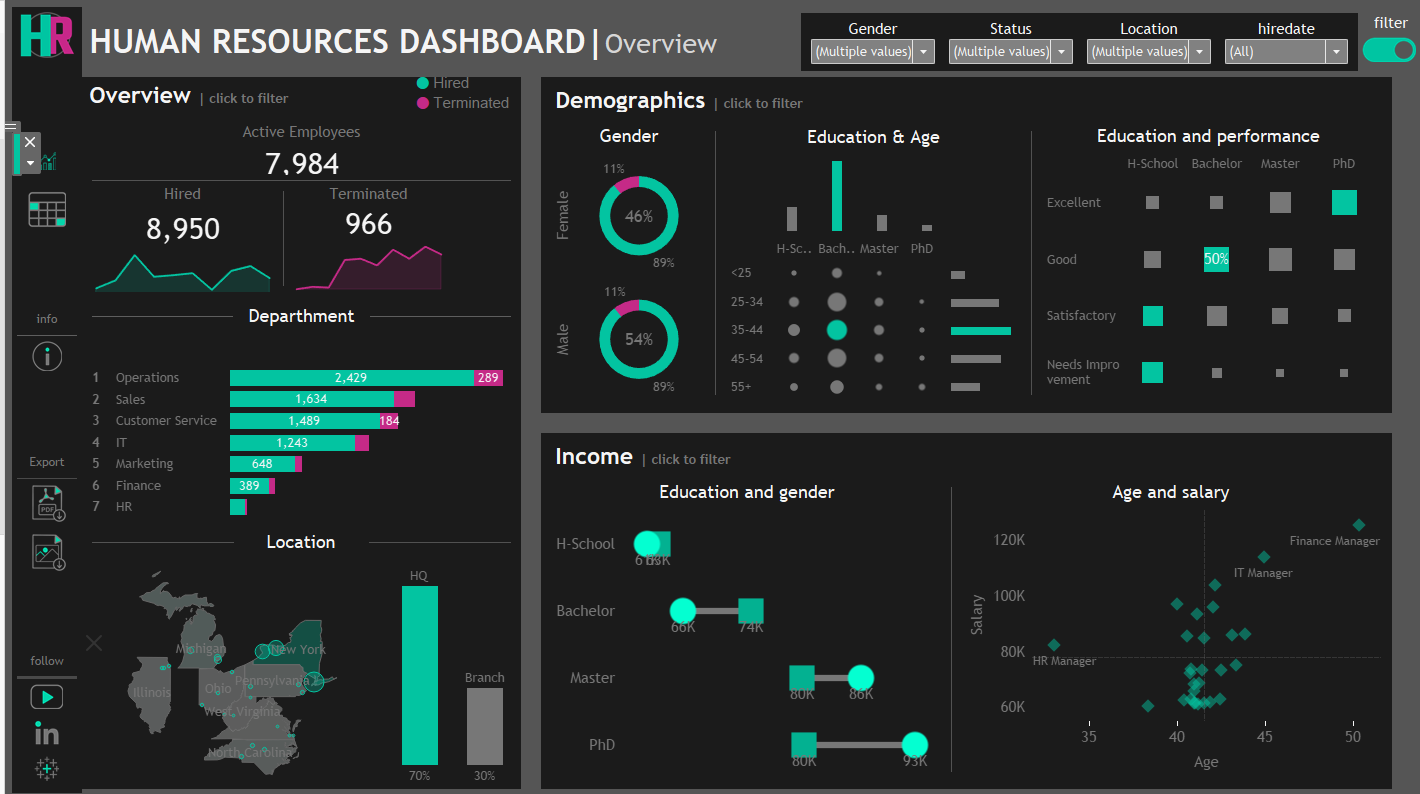 HR
HUMAN RESOURCES DASHBOARD | Overview
Gender
(Multiple values)
Status
(Multiple values)
Location
(Multiple values)
hiredate
(All)
filter
Overview | click to filter
Hired
Terminated
Active Employees
7,984
Hired
8,950
Terminated
966
info
Export
PDF
follow
in
Departhment
1 Operations 2,429 289
2 Sales 1,634
3 Customer Service 1,489 184
4 IT 1,243
5 Marketing 648
6 Finance 389
7 HR
Location
Michigan
New York
Illinois
Ohio
Pennsylvania
West Virginia
North Carolina
HQ
70%
Branch
30%
Demographics | click to filter
Gender
Female
11%
46%
89%
Male
11%
54%
89%
Education & Age
H-Sc.. Bach.. Master PhD
<25
25-34
35-44
45-54
55+
Education and performance
H-School Bachelor Master PhD
Excellent
Good 50%
Satisfactory
Needs Impro
vement
Income | click to filter
Education and gender
H-School
Bachelor 66K 74K
Master 80K 86K
PhD 80K 93K
Age and salary
Salary
120K
100K
80K
60K
Finance Manager
IT Manager
HR Manager
35 40 45 50
Age